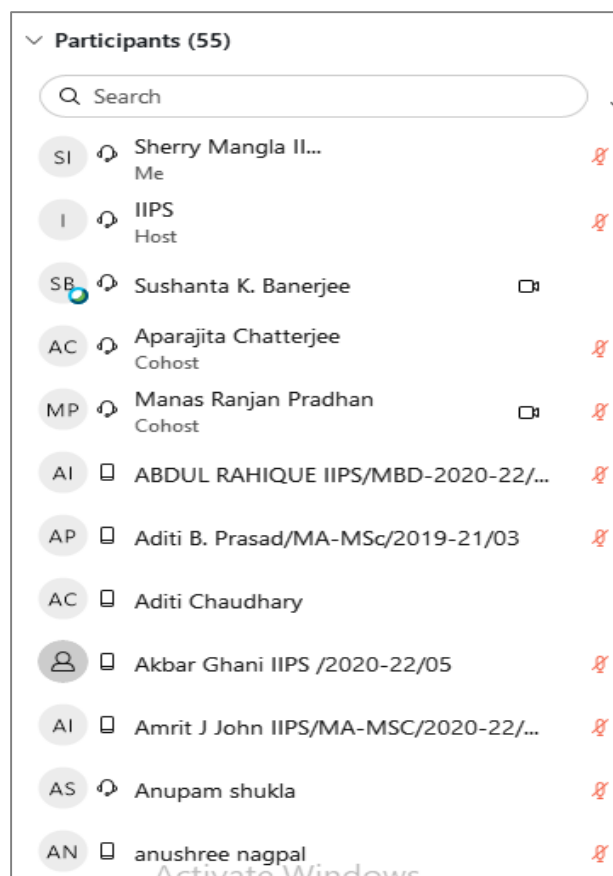 Participants (55)
Search
SI Sherry Mangla II...
Me
I IIPS
Host
SB Sushanta K. Banerjee
AC Aparajita Chatterjee
Cohost
MP Manas Ranjan Pradhan
Cohost
AI ABDUL RAHIQUE IIPS/MBD-2020-22/...
AP Aditi B. Prasad/MA-MSc/2019-21/03
AC Aditi Chaudhary
Akbar Ghani IIPS /2020-22/05
AI Amrit J John IIPS/MA-MSC/2020-22/...
AS Anupam shukla
AN anushree nagpal
Activate Windows